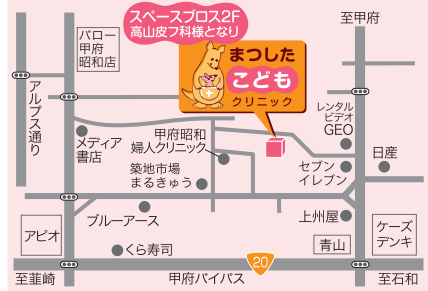 スペースプロス2F
高山皮フ科様となり
至甲府
バロー
甲府
昭和店
まつした
こども
クリニック
アルプス通り
レンタル
ビデオ
GEO
メディア
書店
甲府昭和
婦人クリニック
日産
築地市場
まるきゅう
セブン
イレブン
ブルーアース
上州屋
アピオ
ケーズ
デンキ
青山
くら寿司
20
至韮崎
甲府バイパス
至石和